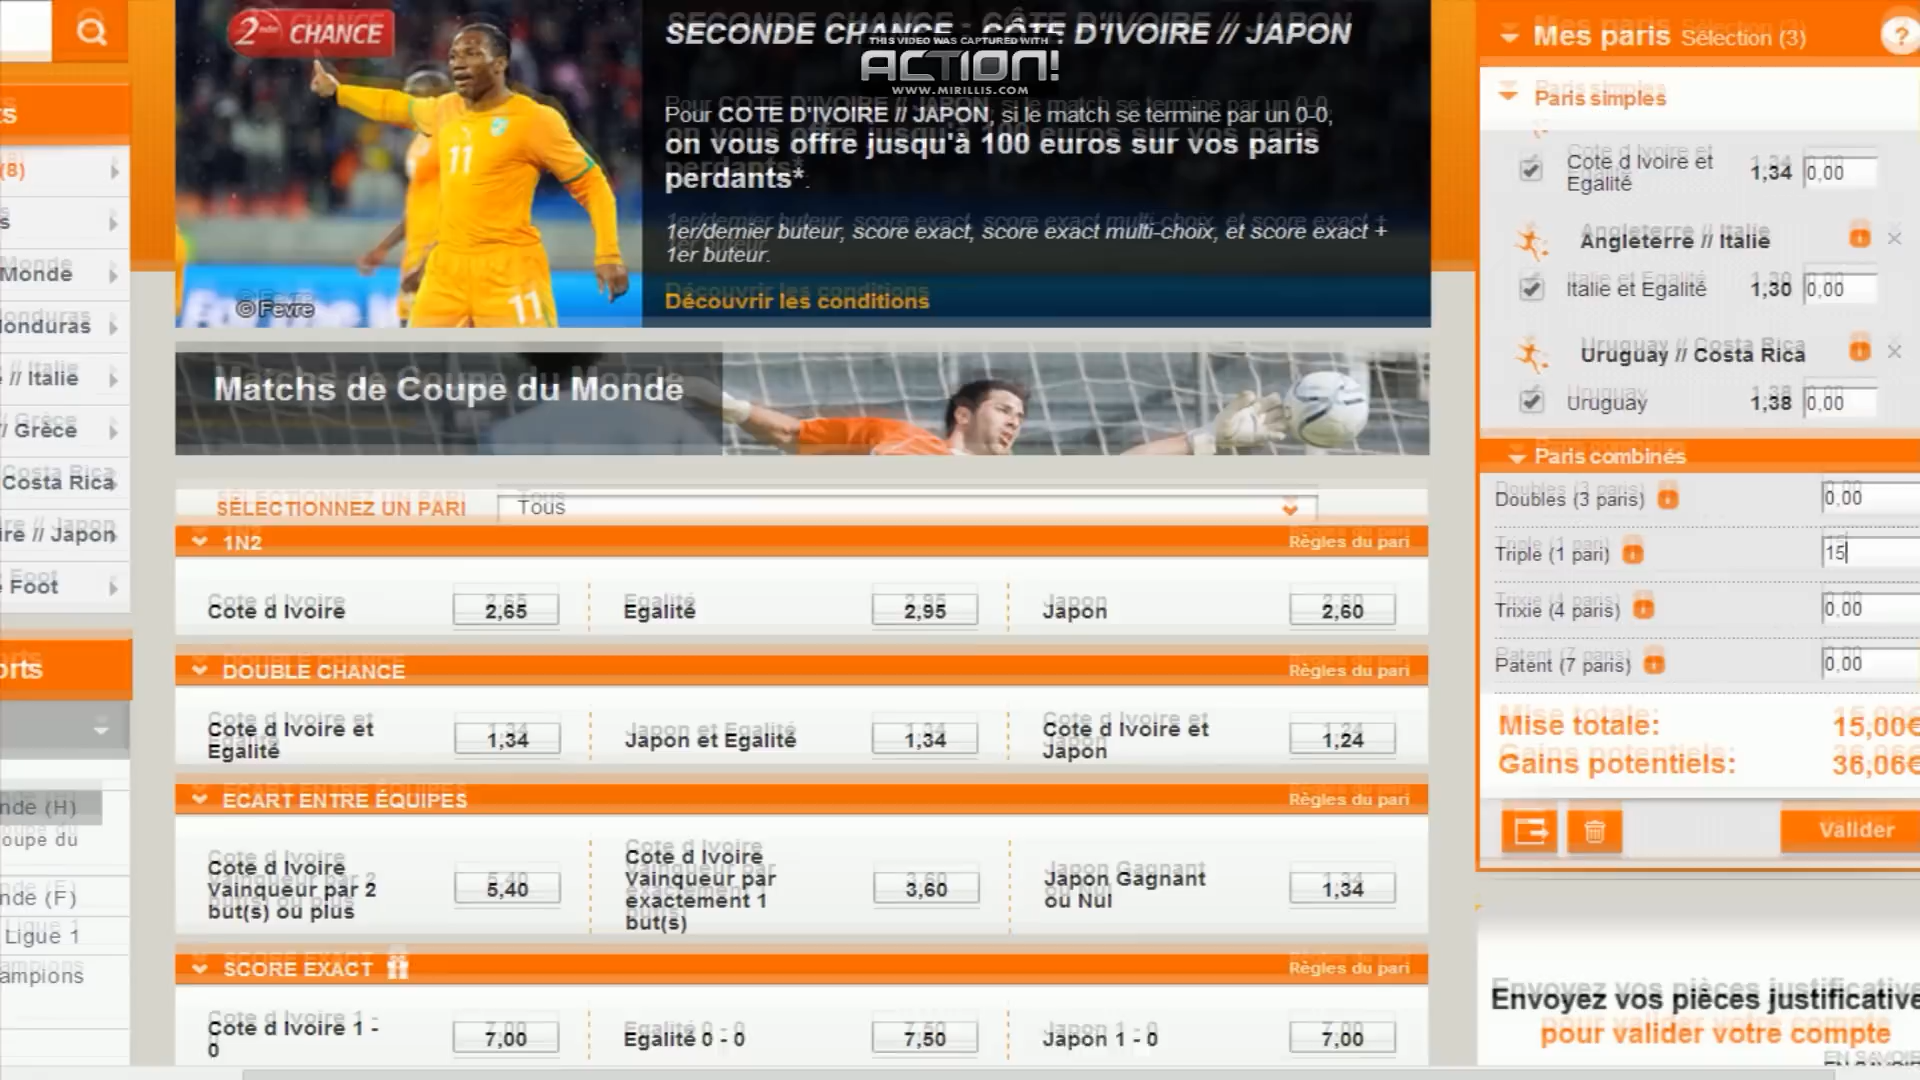 2ème CHANCE
SECONDE CHANCE - CÔTE D'IVOIRE // JAPON
THIS VIDEO WAS CAPTURED WITH
ACTION!
WWW.MIRILLIS.COM
Pour COTE D'IVOIRE // JAPON, si le match se termine par un 0-0,
on vous offre jusqu'à 100 euros sur vos paris
perdants*.
1er/dernier buteur, score exact, score exact multi-choix, et score exact +
1er buteur.
Découvrir les conditions
© Fevre
11
11
Matchs de Coupe du Monde
SÉLECTIONNEZ UN PARI
Tous
1N2
Règles du pari
Cote d Ivoire 2,65
Egalité 2,95
Japon 2,60
DOUBLE CHANCE
Règles du pari
Cote d Ivoire et
Egalité
1,34
Japon et Egalité 1,34
Cote d Ivoire et
Japon
1,24
ECART ENTRE ÉQUIPES
Règles du pari
Cote d Ivoire
Vainqueur par 2
but(s) ou plus
5,40
Cote d Ivoire
Vainqueur par
exactement 1
but(s)
3,60
Japon Gagnant
ou Nul
1,34
SCORE EXACT
Règles du pari
Cote d Ivoire 1 -
0
7,00
Egalité 0 - 0 7,50
Japon 1 - 0 7,00
(8)
Monde
Honduras
// Italie
// Grèce
Costa Rica
// Japon
Foot
(H)
oupe du
(F)
Ligue 1
Mes paris Sélection (3)
?
Paris simples
Cote d Ivoire et
Egalité
1,34 0,00
Angleterre // Italie
Italie et Egalité 1,30 0,00
Uruguay // Costa Rica
Uruguay 1,38 0,00
Paris combinés
Doubles (3 paris) 0,00
Triple (1 pari) 15
Trixie (4 paris) 0,00
Patent (7 paris) 0,00
Mise totale: 15,00€
Gains potentiels: 36,06€
Valider
Envoyez vos pièces justificative
pour valider votre compte
EN SAVOIR